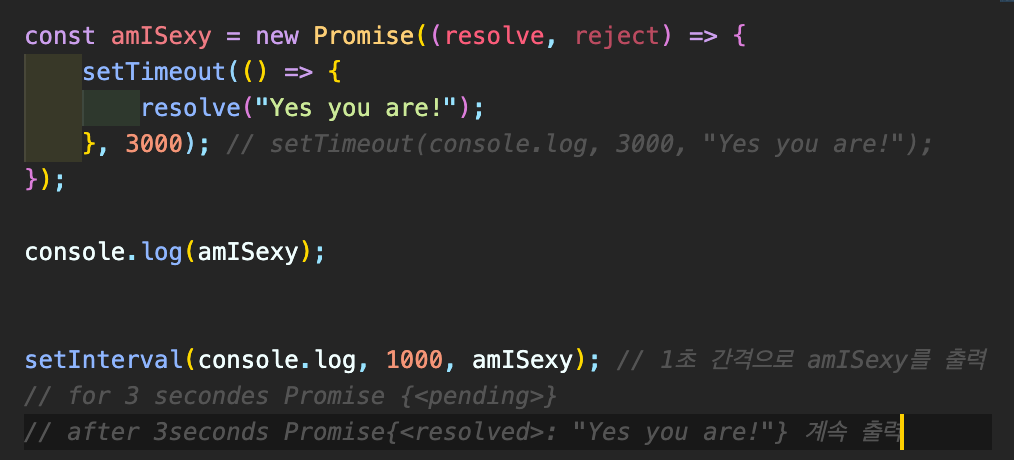 const amISexy = new Promise((resolve, reject) => {
setTimeout(() => {
resolve("Yes you are!");
}, 3000); // setTimeout(console.log, 3000, "Yes you are!");
});
console.log(amISexy);
setInterval(console.log, 1000, amISexy); // 1초 간격으로 amISexy를 출력
// for 3 secondes Promise {<pending>}
// after 3seconds Promise{<resolved>: "Yes you are!"} 계속 출력